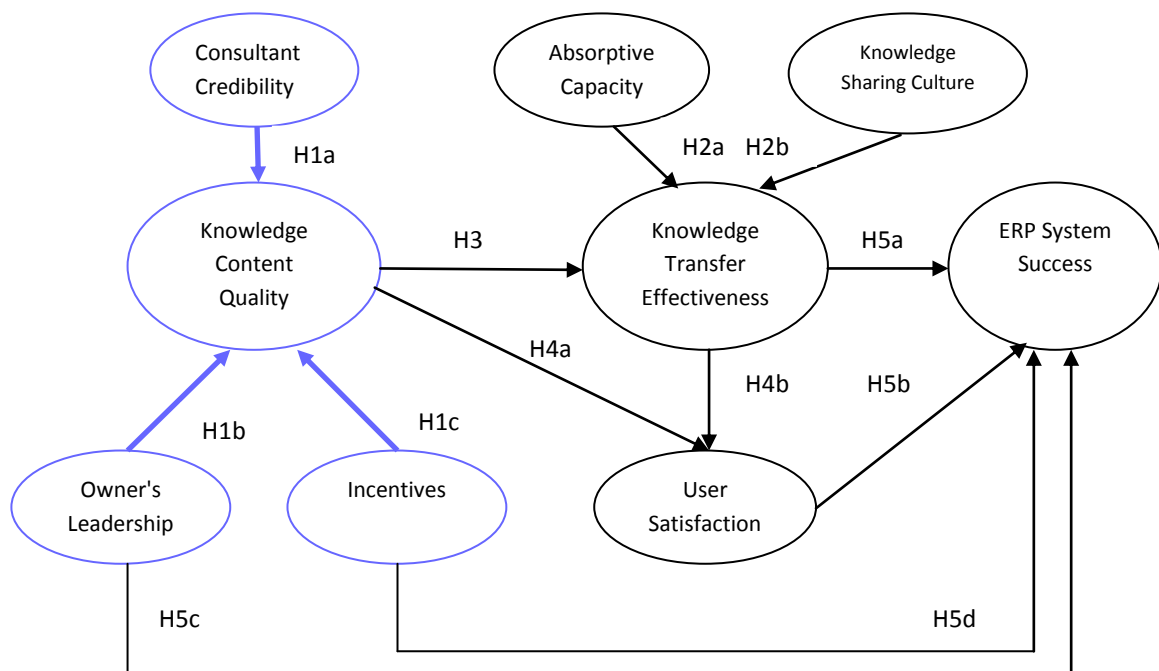 Consultant
Credibility
Absorptive
Capacity
Knowledge
Sharing Culture
H1a
H2a
H2b
Knowledge
Content
Quality
H3
Knowledge
Transfer
Effectiveness
H5a
ERP System
Success
H4a
H4b
H5b
H1b
H1c
Owner's
Leadership
Incentives
User
Satisfaction
H5c
H5d